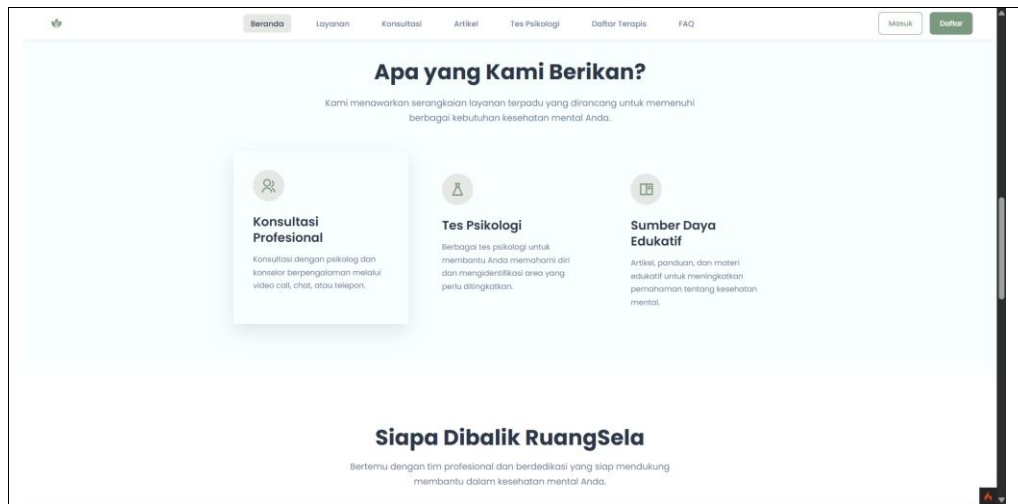 Beranda Layanan Konsultasi Artikel Tes Psikologi Daftar Terapis FAQ Masuk Daftar
Apa yang Kami Berikan?
Kami menawarkan serangkaian layanan terpadu yang dirancang untuk memenuhi
berbagai kebutuhan kesehatan mental Anda.
Konsultasi
Profesional
Konsultasi dengan psikolog dan
konselor berpengalaman melalui
video call, chat, atau telepon.
Tes Psikologi
Berbagai tes psikologi untuk
membantu Anda memahami diri
dan mengidentifikasi area yang
perlu ditingkatkan.
Sumber Daya
Edukatif
Artikel, panduan, dan materi
edukatif untuk meningkatkan
pemahaman tentang kesehatan
mental.
Siapa Dibalik RuangSela
Bertemu dengan tim profesional dan berdedikasi yang siap mendukung
membantu dalam kesehatan mental Anda.